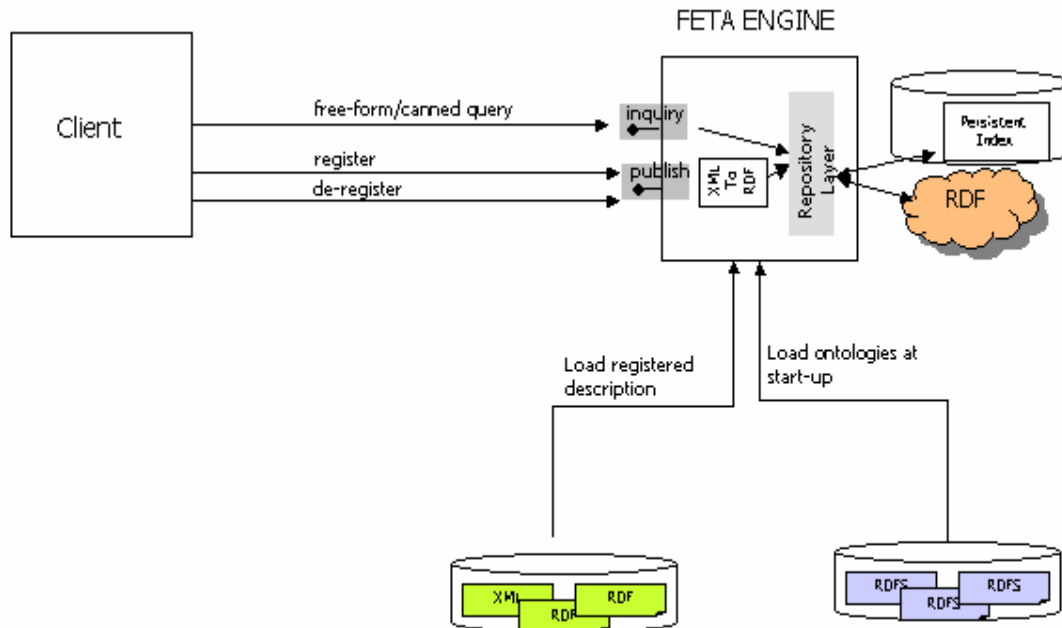 FETA ENGINE
Client
free-form/canned query
register
de-register
inquiry
publish
XML
To
RDF
Repository
Layer
Persistent
Index
RDF
Load registered
description
Load ontologies at
start-up
XML
RDF
RDF
RDFS
RDFS
RDFS